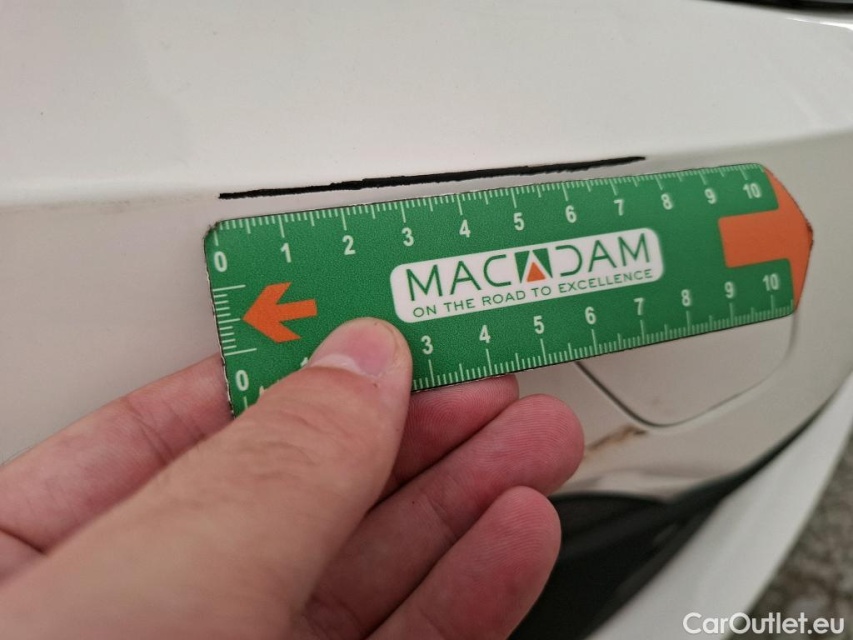 0 1 2 3 4 5 6 7 8 9 10
MACADAM
ON THE ROAD TO EXCELLENCE
0 3 4 5 6 7 8 9 10
CarOutlet.eu